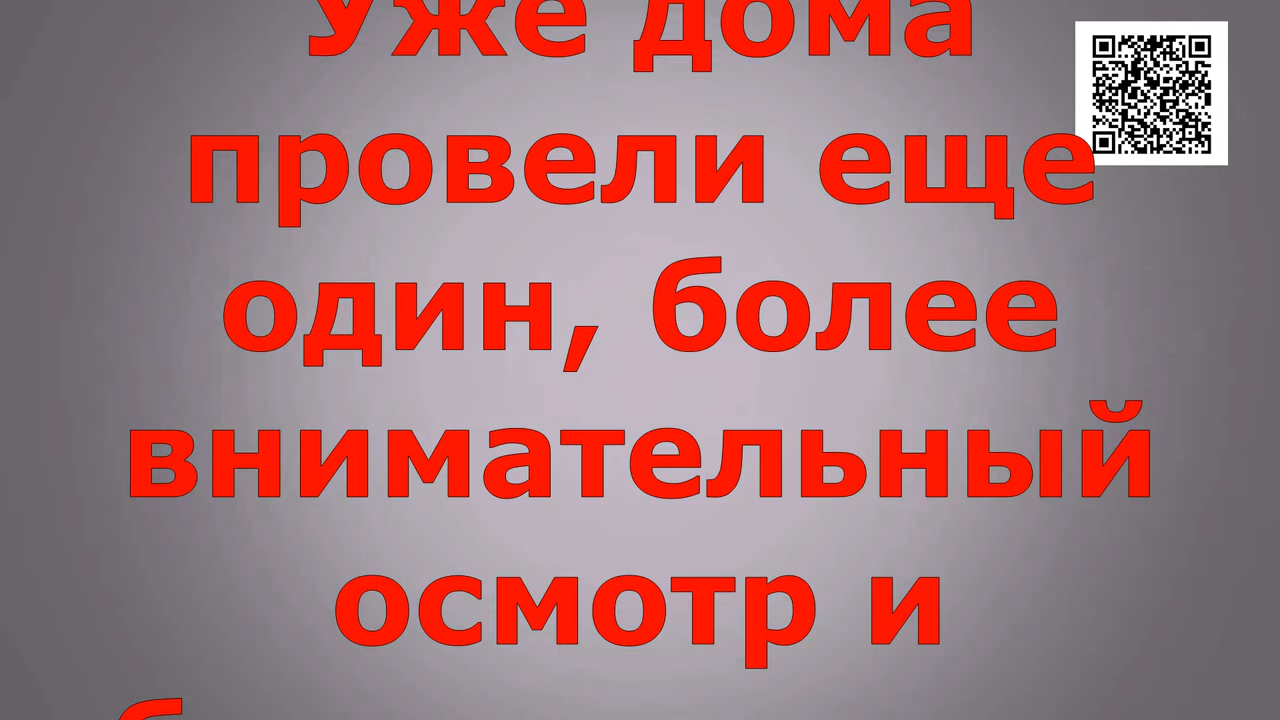 Уже дома
провели еще
один, более
внимательный
осмотр и